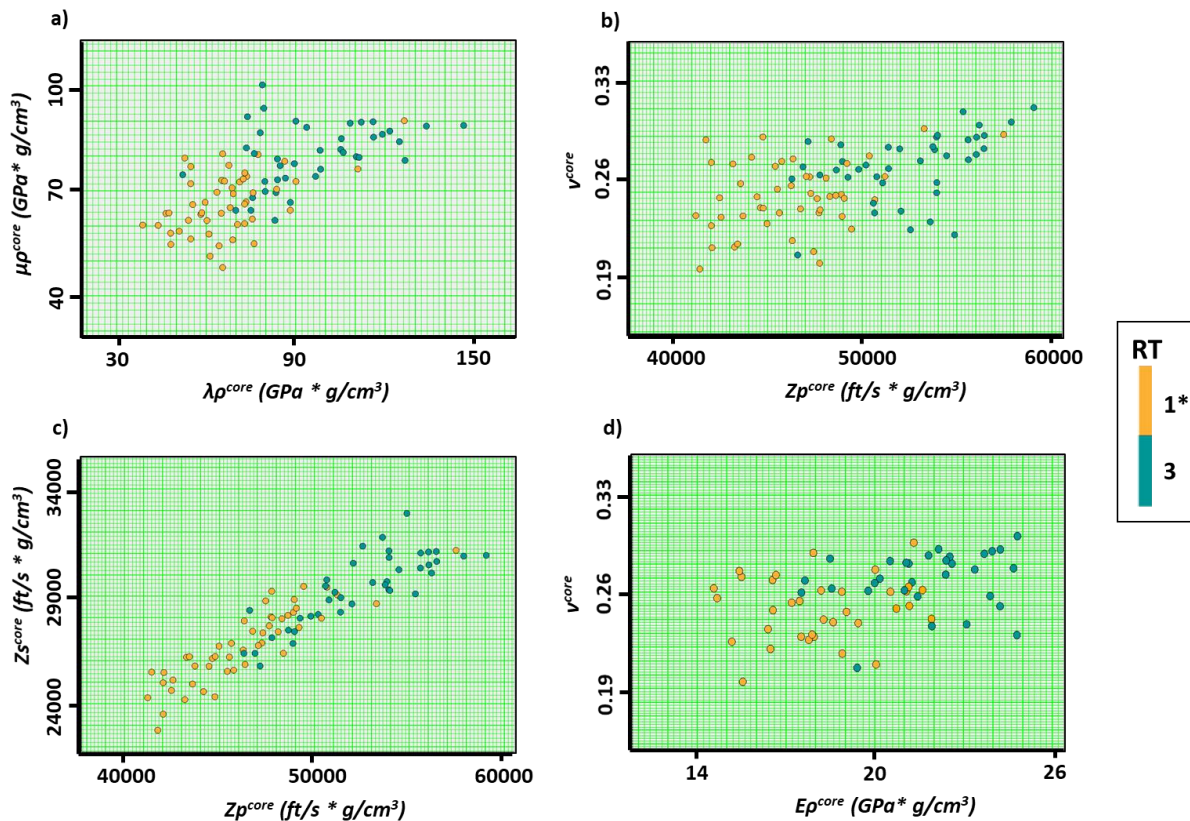 a)
μρᶜᵒʳᵉ (GPa* g/cm³)
100
70
40
30
90
150
λρᶜᵒʳᵉ (GPa * g/cm³)
b)
νᶜᵒʳᵉ
0.33
0.26
0.19
40000
50000
60000
Zpᶜᵒʳᵉ (ft/s * g/cm³)
RT
1*
3
c)
Zsᶜᵒʳᵉ (ft/s * g/cm³)
34000
29000
24000
40000
50000
60000
Zpᶜᵒʳᵉ (ft/s * g/cm³)
d)
νᶜᵒʳᵉ
0.33
0.26
0.19
14
20
26
Eρᶜᵒʳᵉ (GPa* g/cm³)